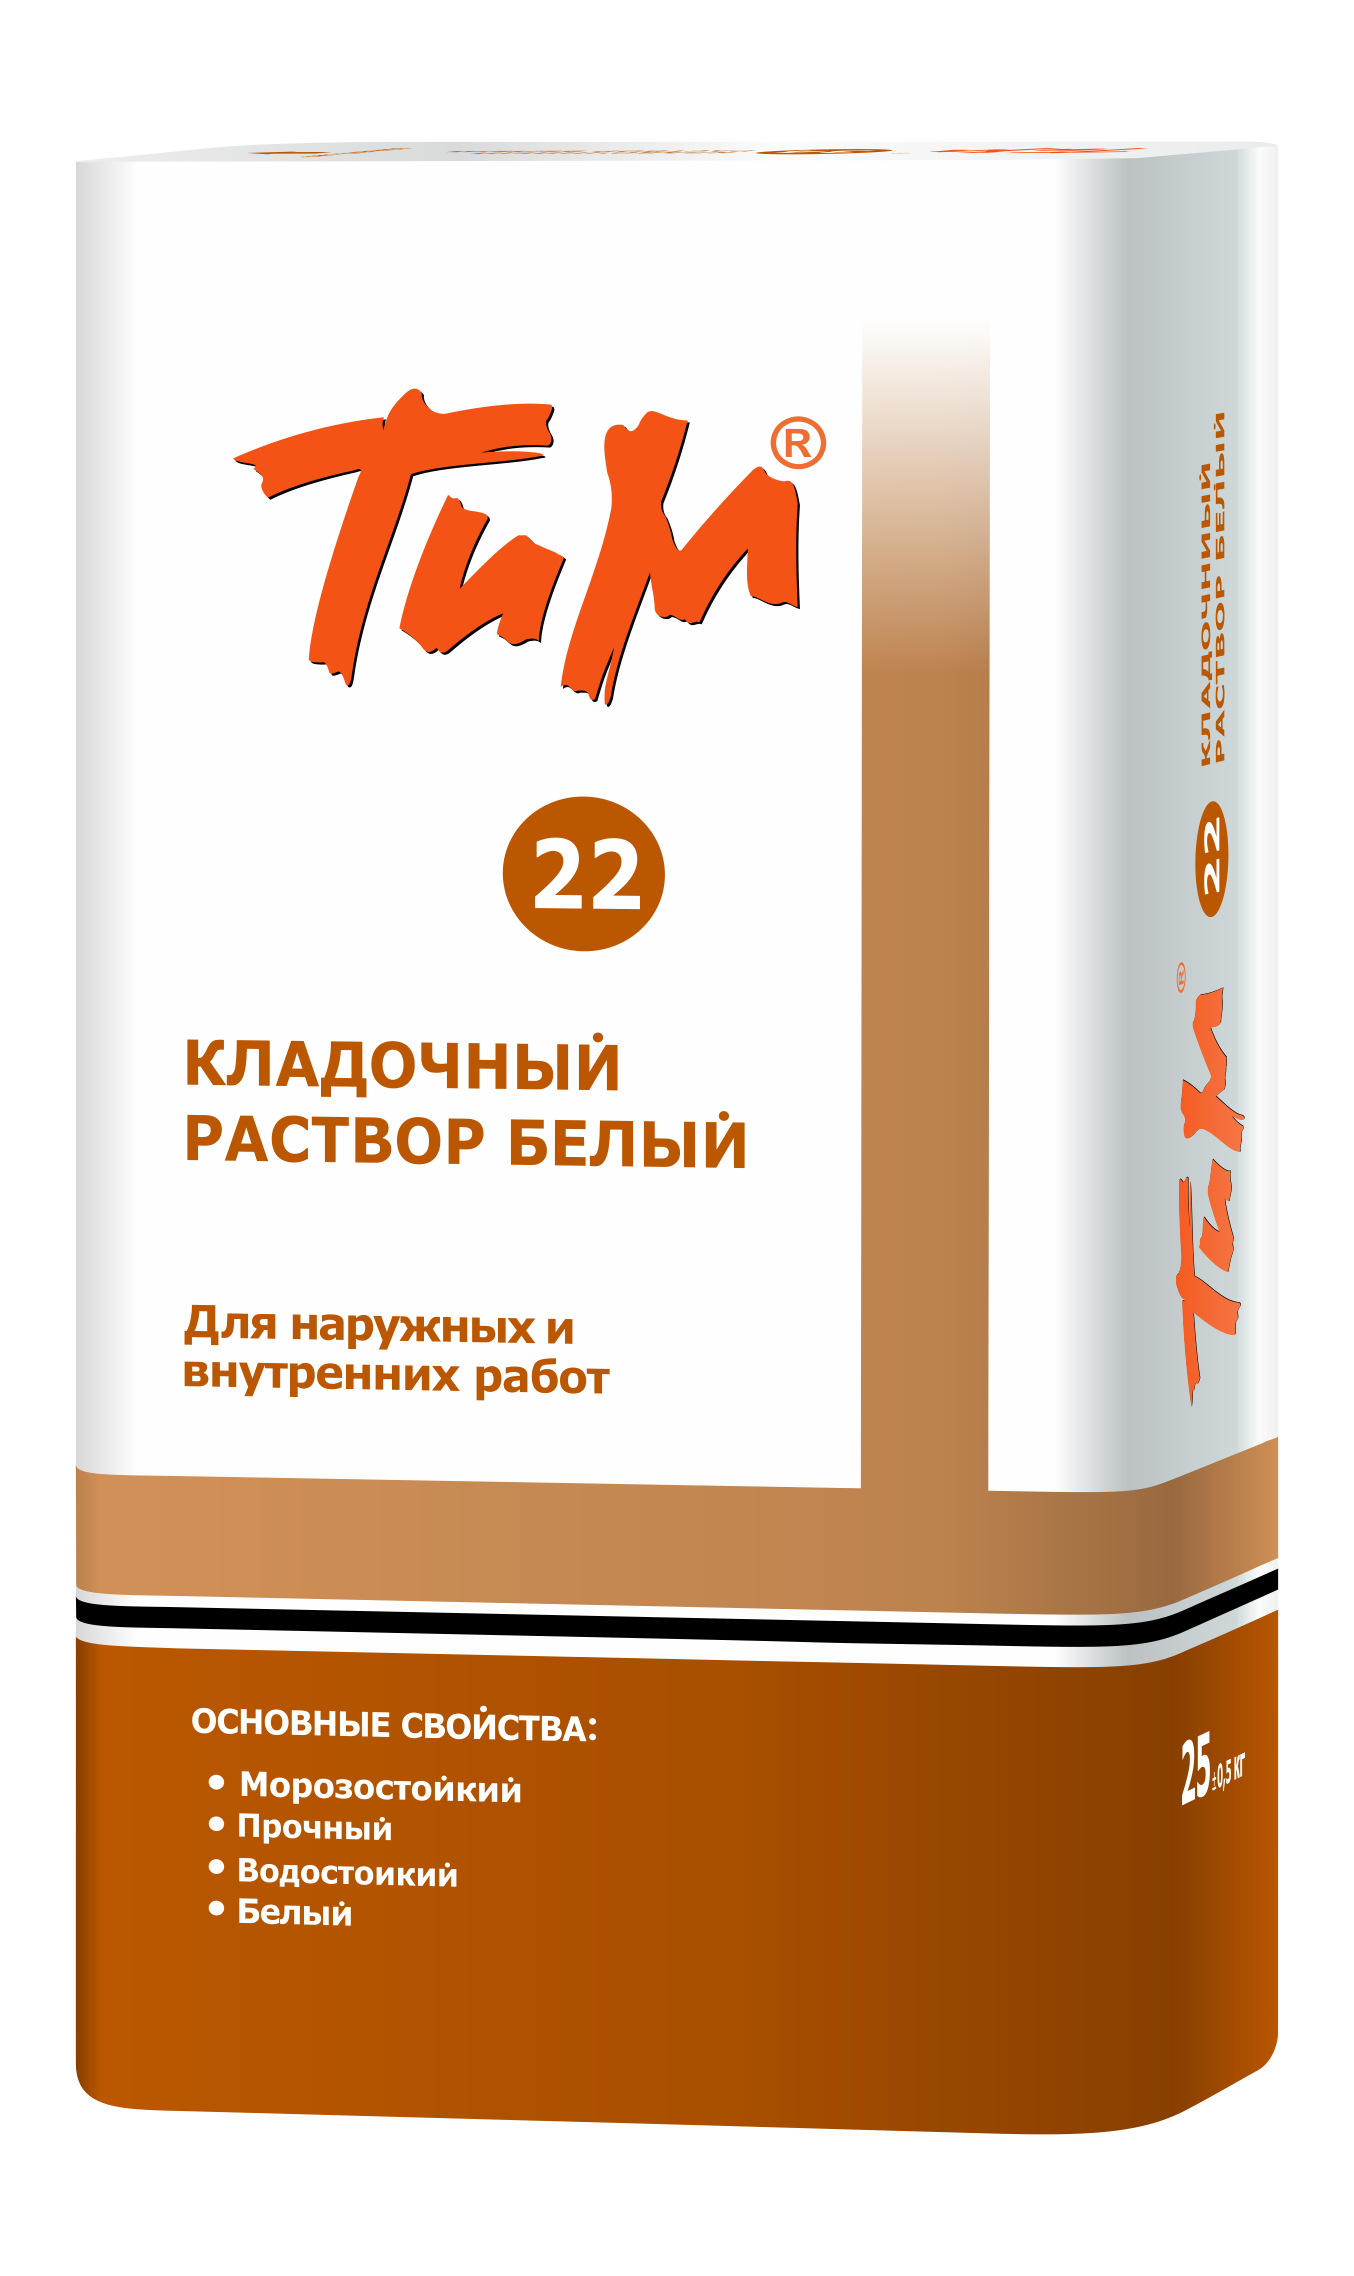 Тим®
22
КЛАДОЧНЫЙ
РАСТВОР БЕЛЫЙ
Для наружных и
внутренних работ
ОСНОВНЫЕ СВОЙСТВА:
• Морозостойкий
• Прочный
• Водостоикий
• Белый
КЛАДОЧНИЫЙ
РАСТВОР БЕЛЫЙ
22
Тим®
25±0,5 кг